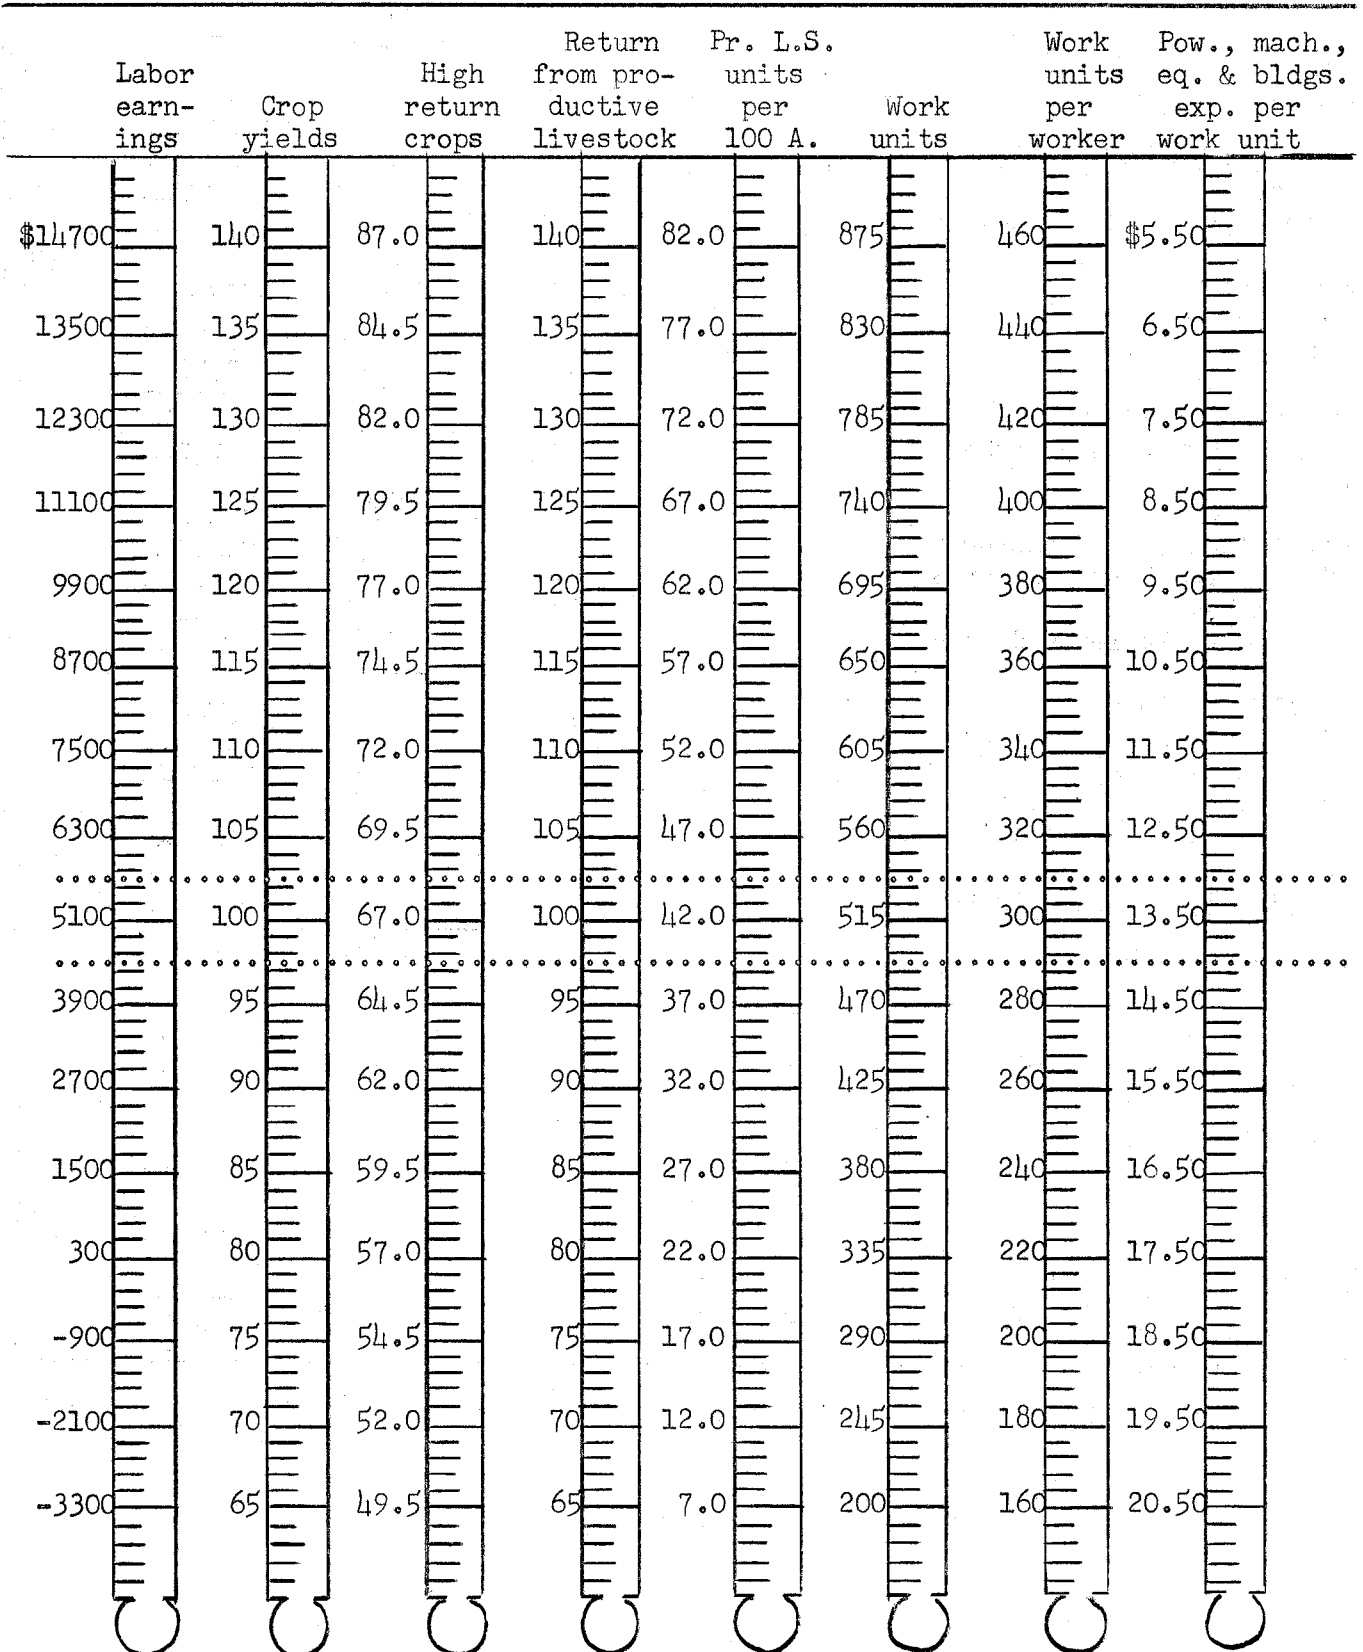 Return Pr. L.S. Work Pow., mach.,
Labor High from pro- units units eq. & bldgs.
earn- Crop return ductive per Work per exp. per
ings yields crops livestock 100 A. units worker work unit
$14700 140 87.0 140 82.0 875 460 $5.50
13500 135 84.5 135 77.0 830 440 6.50
12300 130 82.0 130 72.0 785 420 7.50
11100 125 79.5 125 67.0 740 400 8.50
9900 120 77.0 120 62.0 695 380 9.50
8700 115 74.5 115 57.0 650 360 10.50
7500 110 72.0 110 52.0 605 340 11.50
6300 105 69.5 105 47.0 560 320 12.50
5100 100 67.0 100 42.0 515 300 13.50
3900 95 64.5 95 37.0 470 280 14.50
2700 90 62.0 90 32.0 425 260 15.50
1500 85 59.5 85 27.0 380 240 16.50
300 80 57.0 80 22.0 335 220 17.50
-900 75 54.5 75 17.0 290 200 18.50
-2100 70 52.0 70 12.0 245 180 19.50
-3300 65 49.5 65 7.0 200 160 20.50